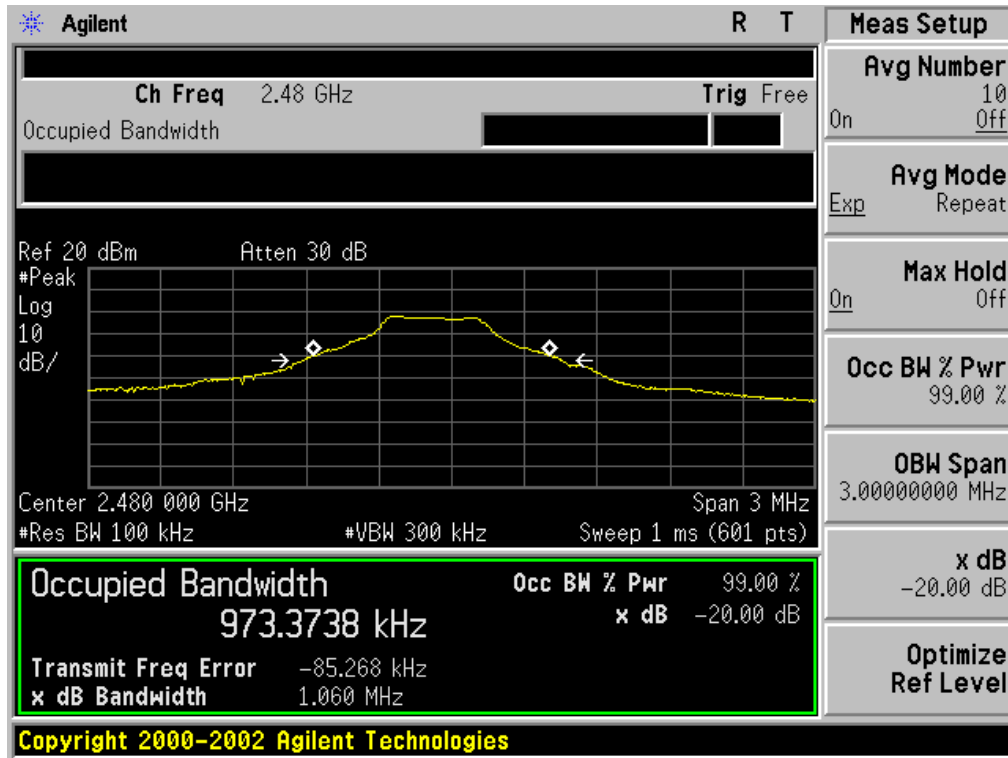 Agilent R T
Ch Freq 2.48 GHz Trig Free
Occupied Bandwidth
Ref 20 dBm Atten 30 dB
#Peak
Log
10
dB/
Center 2.480 000 GHz Span 3 MHz
#Res BW 100 kHz #VBW 300 kHz Sweep 1 ms (601 pts)
Occupied Bandwidth Occ BW % Pwr 99.00 %
973.3738 kHz x dB -20.00 dB
Transmit Freq Error -85.268 kHz
x dB Bandwidth 1.060 MHz
Copyright 2000-2002 Agilent Technologies
Meas Setup
Avg Number
10
On Off
Avg Mode
Exp Repeat
Max Hold
On Off
Occ BW % Pwr
99.00 %
OBW Span
3.00000000 MHz
x dB
-20.00 dB
Optimize
Ref Level